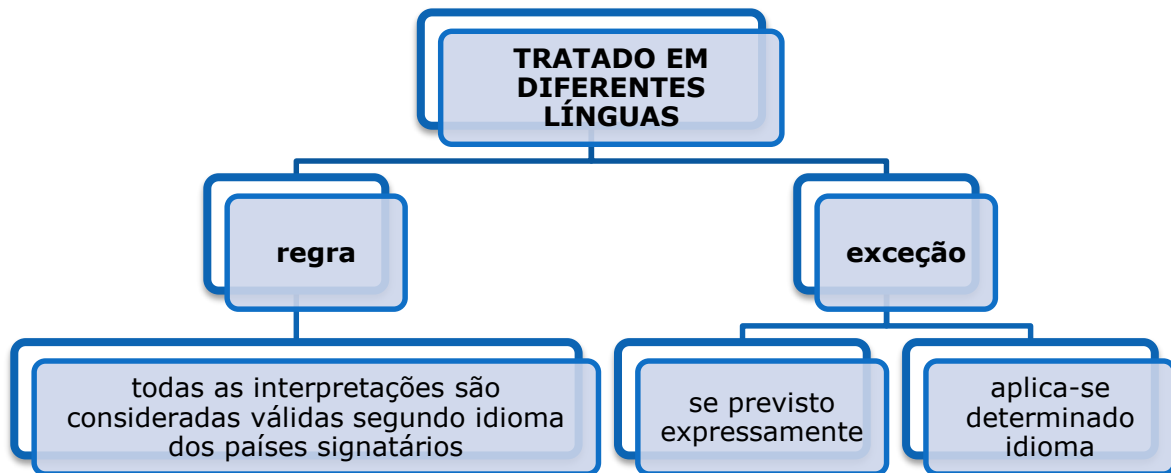 TRATADO EM
DIFERENTES
LÍNGUAS
regra
exceção
todas as interpretações são
consideradas válidas segundo idioma
dos países signatários
se previsto
expressamente
aplica-se
determinado
idioma